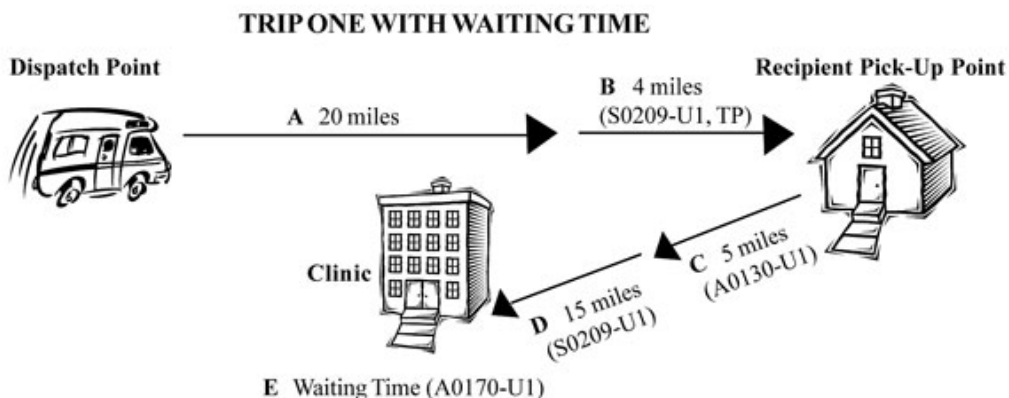 TRIP ONE WITH WAITING TIME
Dispatch Point
Recipient Pick-Up Point
A 20 miles
B 4 miles
(S0209-U1, TP)
Clinic
C 5 miles
(A0130-U1)
D 15 miles
(S0209-U1)
E Waiting Time (A0170-U1)